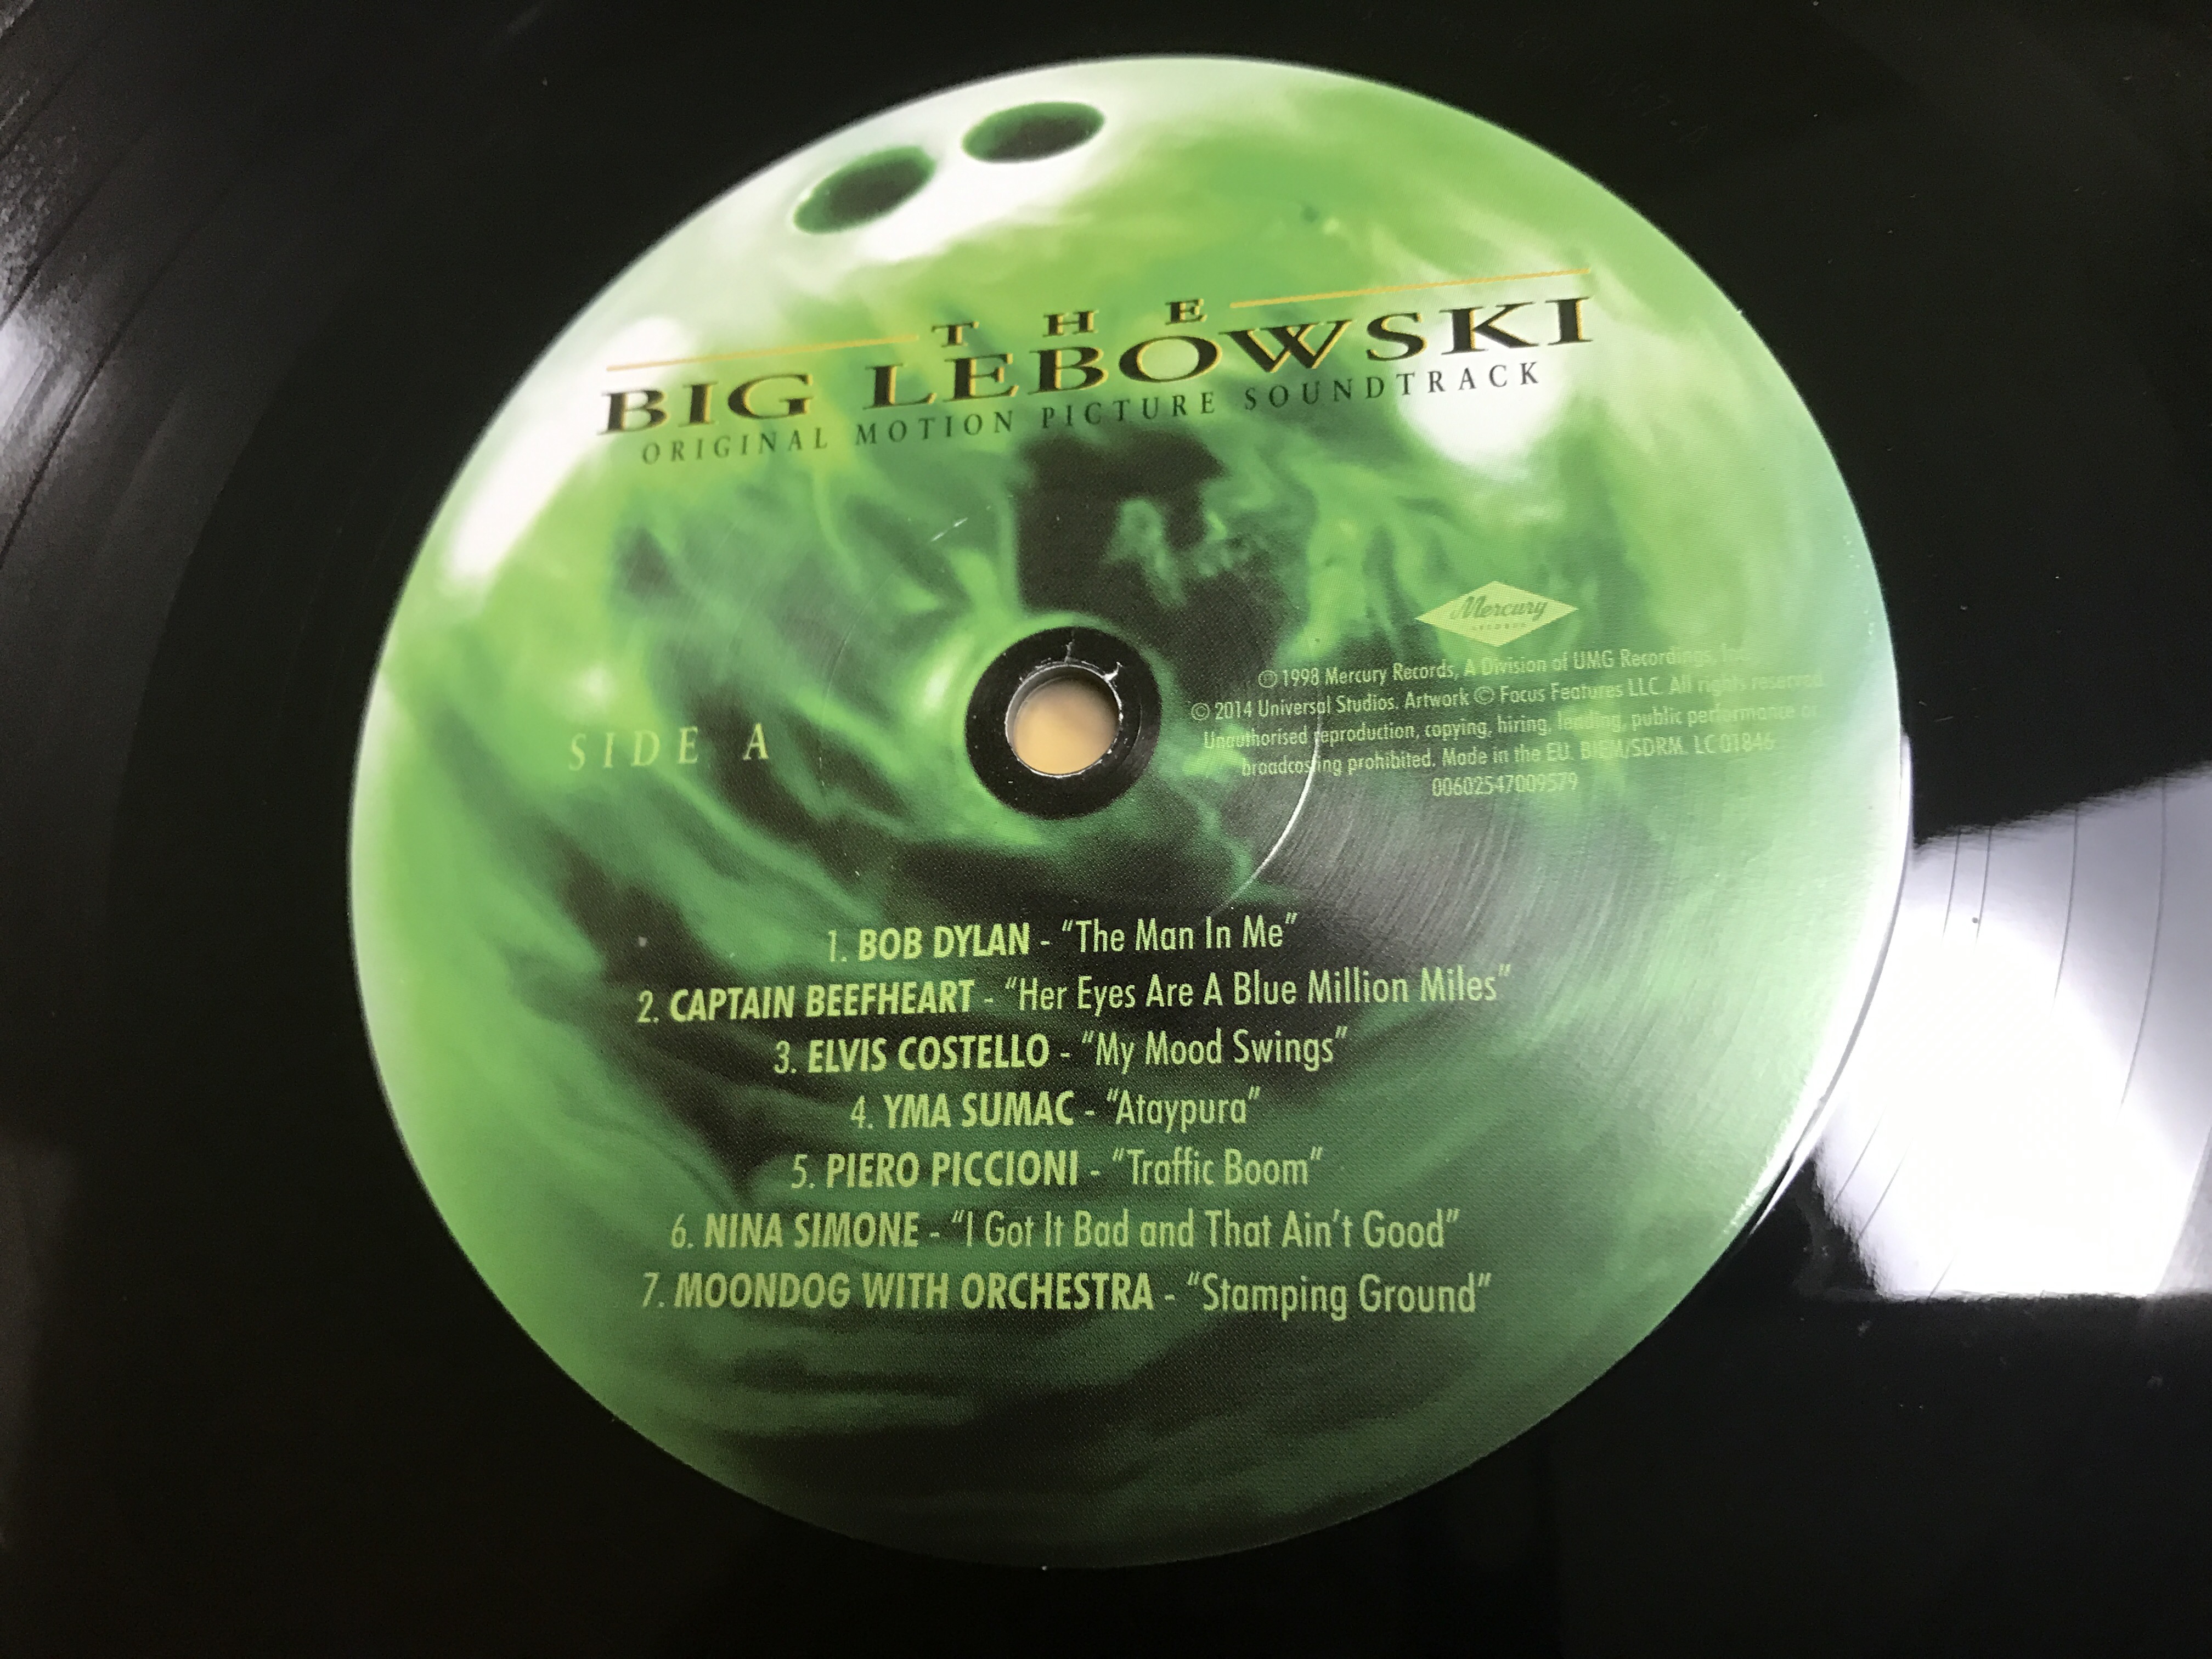 THE
BIG LEBOWSKI
ORIGINAL MOTION PICTURE SOUNDTRACK
Mercury
RECORDS
℗ 1998 Mercury Records, A Division of UMG Recordings, Inc.
© 2014 Universal Studios. Artwork © Focus Features LLC. All rights reserved.
Unauthorised reproduction, copying, hiring, lending, public performance or
broadcasting prohibited. Made in the EU. BIEM/SDRM. LC 01846
00602547009579
SIDE A
1. BOB DYLAN - “The Man In Me”
2. CAPTAIN BEEFHEART - “Her Eyes Are A Blue Million Miles”
3. ELVIS COSTELLO - “My Mood Swings”
4. YMA SUMAC - “Ataypura”
5. PIERO PICCIONI - “Traffic Boom”
6. NINA SIMONE - “I Got It Bad and That Ain’t Good”
7. MOONDOG WITH ORCHESTRA - “Stamping Ground”